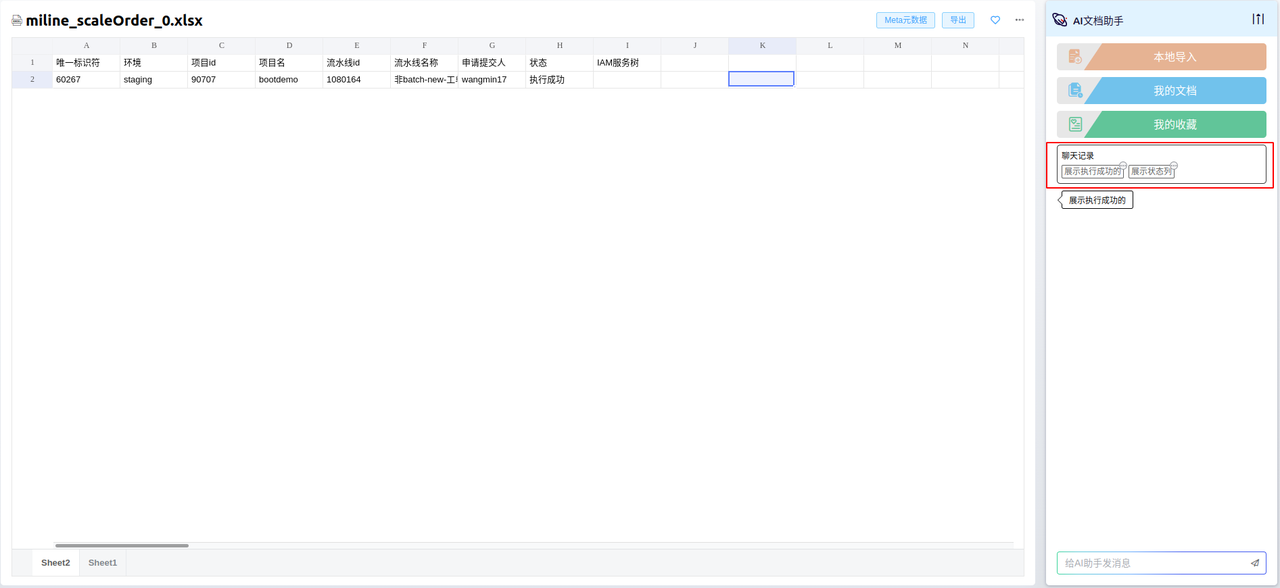 miline_scaleOrder_0.xlsx
Meta元数据 导出
A B C D E F G H I J K L M N
1 唯一标识符 环境 项目id 项目名 流水线id 流水线名称 申请提交人 状态 IAM服务树
2 60267 staging 90707 bootdemo 1080164 非batch-new-工 wangmin17 执行成功
Sheet2 Sheet1
AI文档助手
本地导入
我的文档
我的收藏
聊天记录
展示执行成功的 展示状态列
展示执行成功的
给AI助手发消息